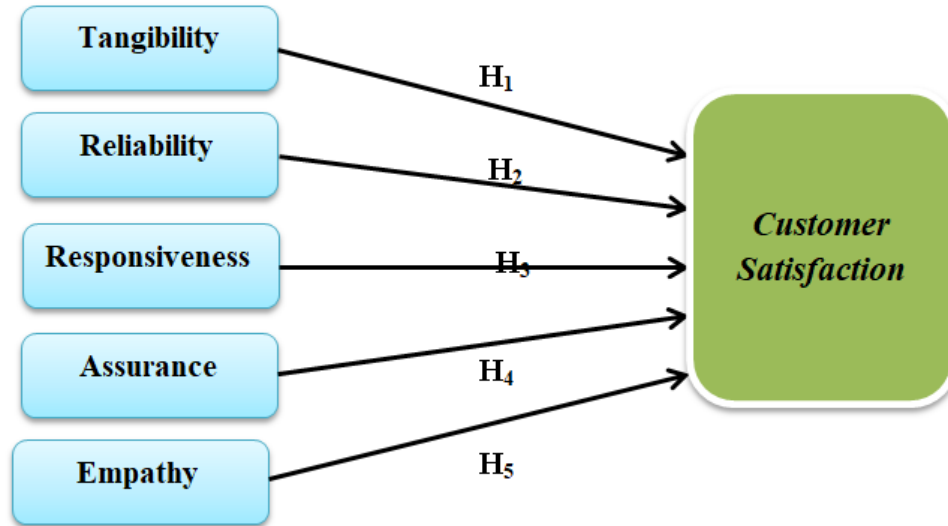 Tangibility
H₁
Reliability
H₂
Responsiveness
H₃
Customer
Satisfaction
Assurance
H₄
Empathy
H₅